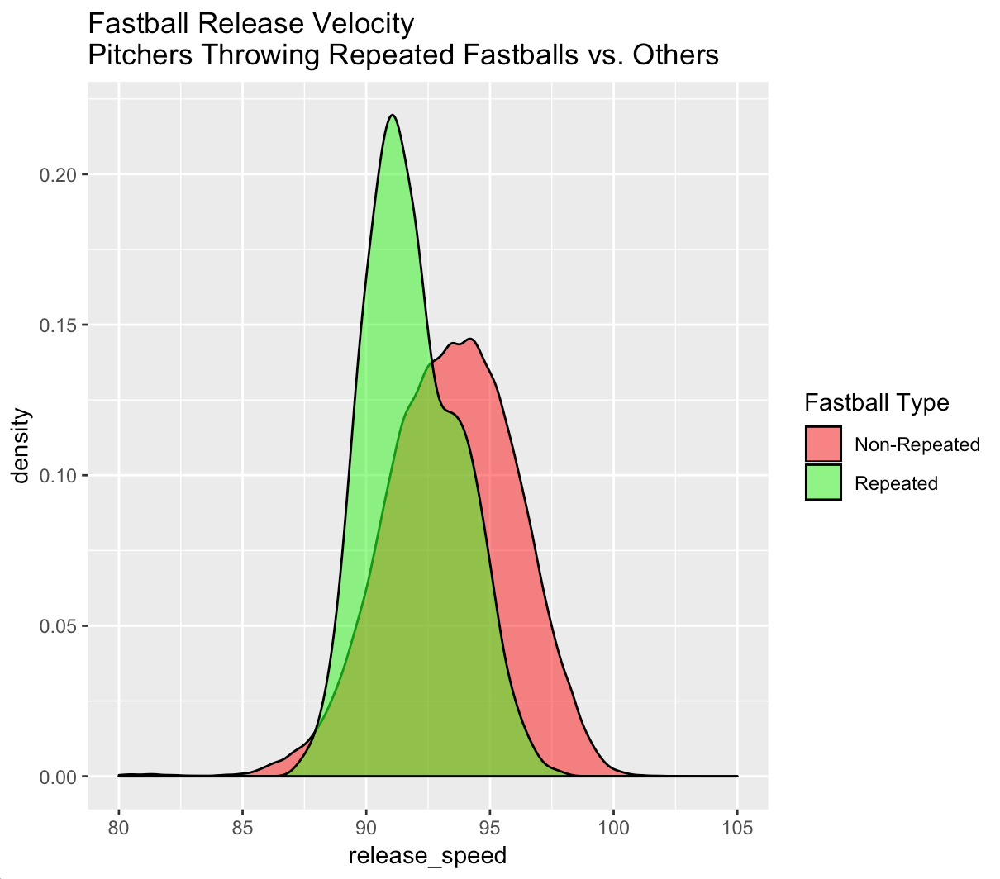 Fastball Release Velocity
Pitchers Throwing Repeated Fastballs vs. Others
0.20
0.15
0.10
0.05
0.00
density
80 85 90 95 100 105
release_speed
Fastball Type
Non-Repeated
Repeated